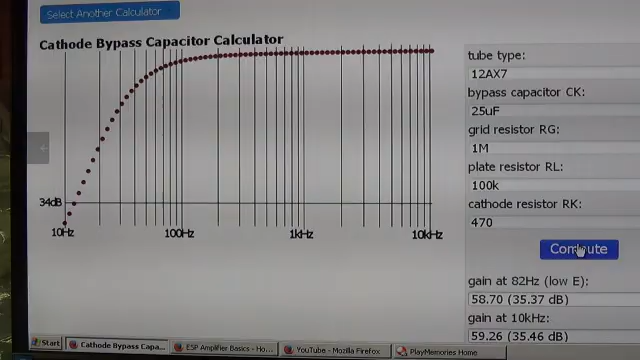 Select Another Calculator
Cathode Bypass Capacitor Calculator
tube type:
12AX7
bypass capacitor CK:
25uF
grid resistor RG:
1M
plate resistor RL:
100k
cathode resistor RK:
470
Compute
gain at 82Hz (low E):
58.70 (35.37 dB)
gain at 10kHz:
59.26 (35.46 dB)
34dB
10Hz
100Hz
1kHz
10kHz
Start
Cathode Bypass Capa...
ESP Amplifier Basics - Ho...
YouTube - Mozilla Firefox
PlayMemories Home